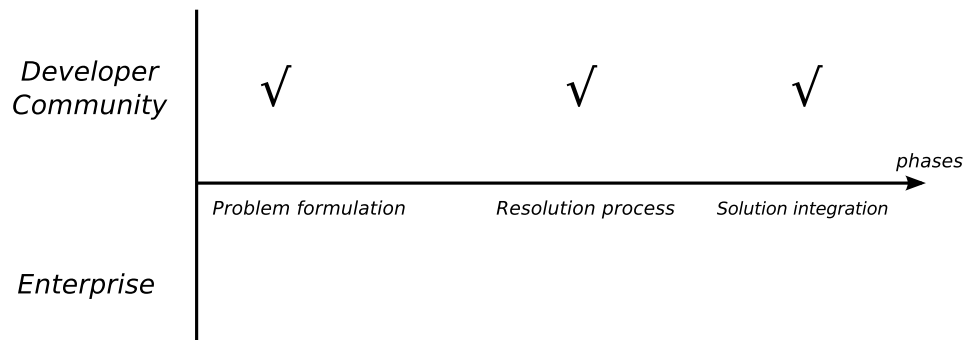 Developer
Community
√ √ √
phases
Problem formulation Resolution process Solution integration
Enterprise